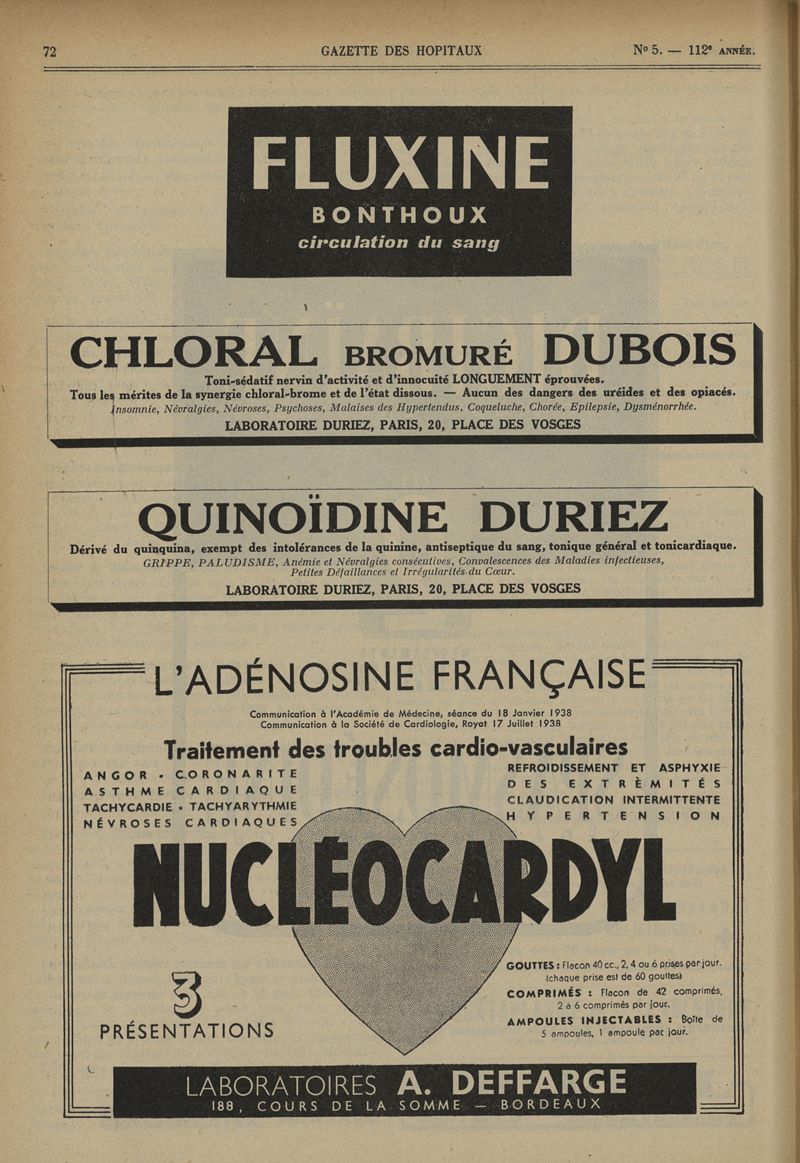 72
GAZETTE DES HOPITAUX
N° 5. — 112e ANNÉE.
FLUXINE
BONTHOUX
circulation du sang
CHLORAL BROMURÉ DUBOIS
Toni-sédatif nervin d'activité et d'innocuité LONGUEMENT éprouvées.
Tous les mérites de la synergie chloral-brome et de l'état dissous. — Aucun des dangers des uréides et des opiacés.
Insomnie, Névralgies, Névroses, Psychoses, Malaises des Hypertendus, Coqueluche, Chorée, Epilepsie, Dysménorrhée.
LABORATOIRE DURIEZ, PARIS, 20, PLACE DES VOSGES
QUINOÏDINE DURIEZ
Dérivé du quinquina, exempt des intolérances de la quinine, antiseptique du sang, tonique général et tonicardiaque.
GRIPPE, PALUDISME, Anémie et Névralgies consécutives, Convalescences des Maladies infectieuses,
Petites Défaillances et Irrégularités du Cœur.
LABORATOIRE DURIEZ, PARIS, 20, PLACE DES VOSGES
L'ADÉNOSINE FRANÇAISE
Communication à l'Académie de Médecine, séance du 18 Janvier 1938
Communication à la Société de Cardiologie, Royat 17 Juillet 1938
Traitement des troubles cardio-vasculaires
ANGOR - CORONARITE
ASTHME CARDIAQUE
TACHYCARDIE - TACHYARYTHMIE
NÉVROSES CARDIAQUES
REFROIDISSEMENT ET ASPHYXIE
DES EXTRÈMITÉS
CLAUDICATION INTERMITTENTE
HYPERTENSION
NUCLÉOCARDYL
3
PRÉSENTATIONS
GOUTTES : Flacon 40 cc., 2, 4 ou 6 prises par jour.
(chaque prise est de 60 gouttes)
COMPRIMÉS : Flacon de 42 comprimés,
2 à 6 comprimés par jour.
AMPOULES INJECTABLES : Boîte de
5 ampoules, 1 ampoule par jour.
LABORATOIRES A. DEFFARGE
188, COURS DE LA SOMME — BORDEAUX